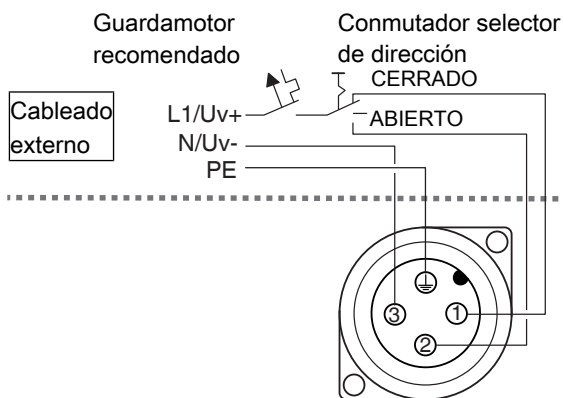 Guardamotor
recomendado
Conmutador selector
de dirección
CERRADO
ABIERTO
Cableado
externo
L1/Uv+
N/Uv-
PE
3
1
2